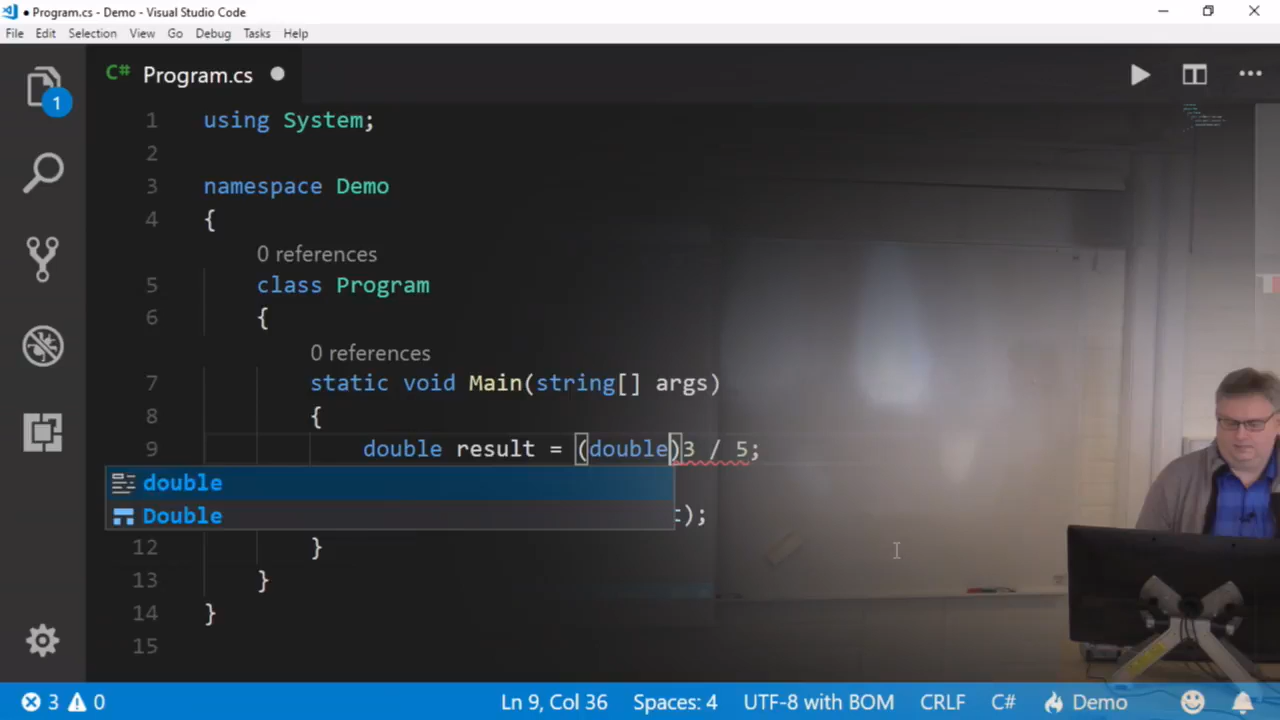 ● Program.cs - Demo - Visual Studio Code
File Edit Selection View Go Debug Tasks Help
1
C# Program.cs
1 using System;
2
3 namespace Demo
4 {
0 references
5 class Program
6 {
0 references
7 static void Main(string[] args)
8 {
9 double result = (double)3 / 5;
double
Double
t);
12 }
13 }
14 }
15
3 0 Ln 9, Col 36 Spaces: 4 UTF-8 with BOM CRLF C# Demo